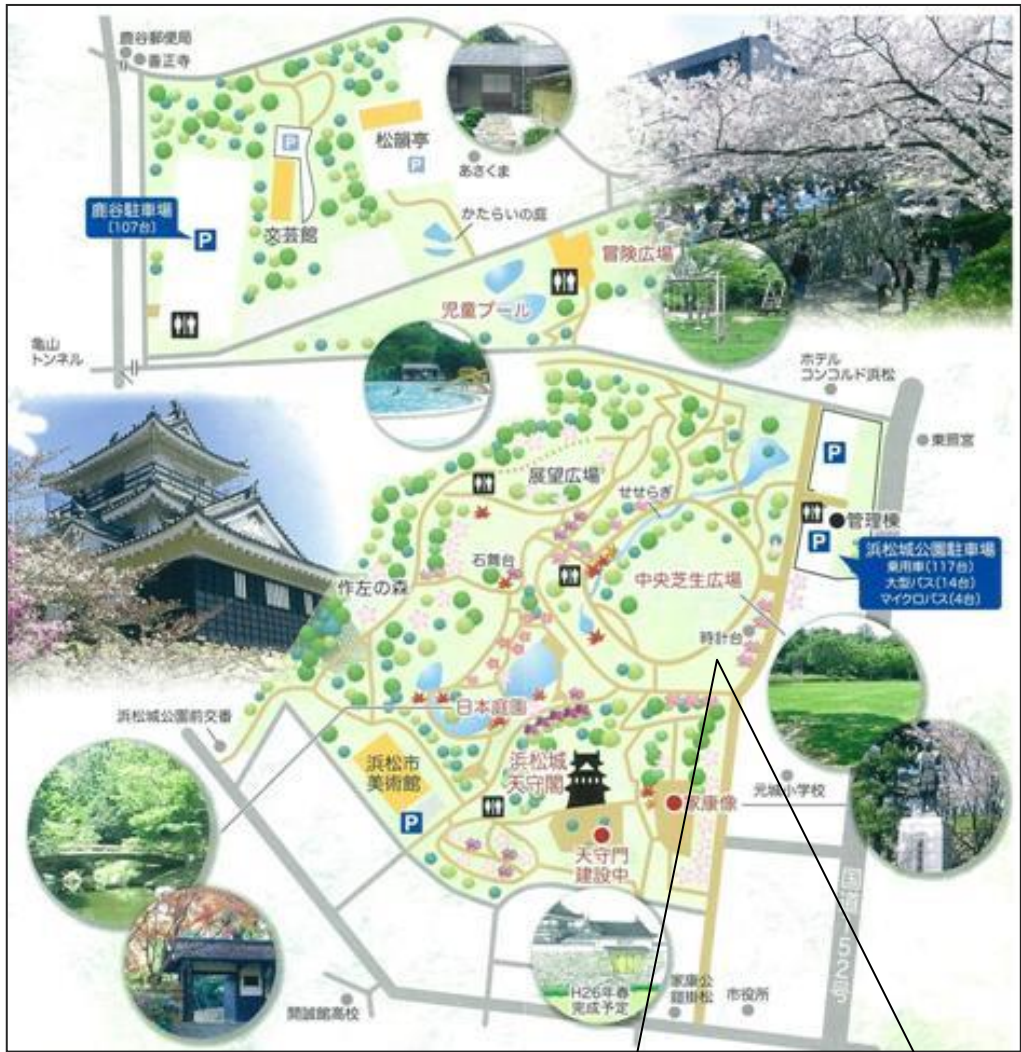 鹿谷郵便局
善正寺
松韻亭
P
P
あさくま
鹿谷駐車場
(107台)
P
文芸館
かたらいの庭
冒険広場
児童プール
亀山
トンネル
ホテル
コンコルド浜松
東照宮
P
展望広場
せせらぎ
管理棟
P
浜松城公園駐車場
乗用車(117台)
大型バス(14台)
マイクロバス(4台)
石舞台
中央芝生広場
作左の森
時計台
日本庭園
浜松城公園前交番
浜松市
美術館
浜松城
天守閣
元城小学校
家康像
P
天守門
建設中
国道152号
H26年春
完成予定
家康公
鎧掛松
市役所
開誠館高校